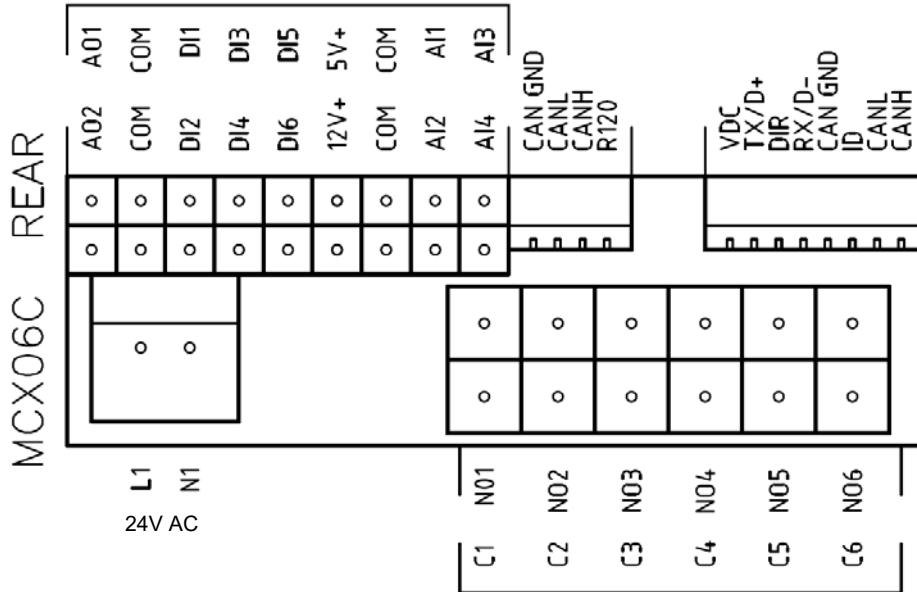 AO1 COM DI1 DI3 DI5 5V+ COM AI1 AI3
AO2 COM DI2 DI4 DI6 12V+ COM AI2 AI4
CAN GND
CANL
CANH
R120
VDC
TX/D+
DIR
RX/D-
CAN GND
ID
CANL
CANH
MCX06C REAR
L1 N1
24V AC
NO1 NO2 NO3 NO4 NO5 NO6
C1 C2 C3 C4 C5 C6